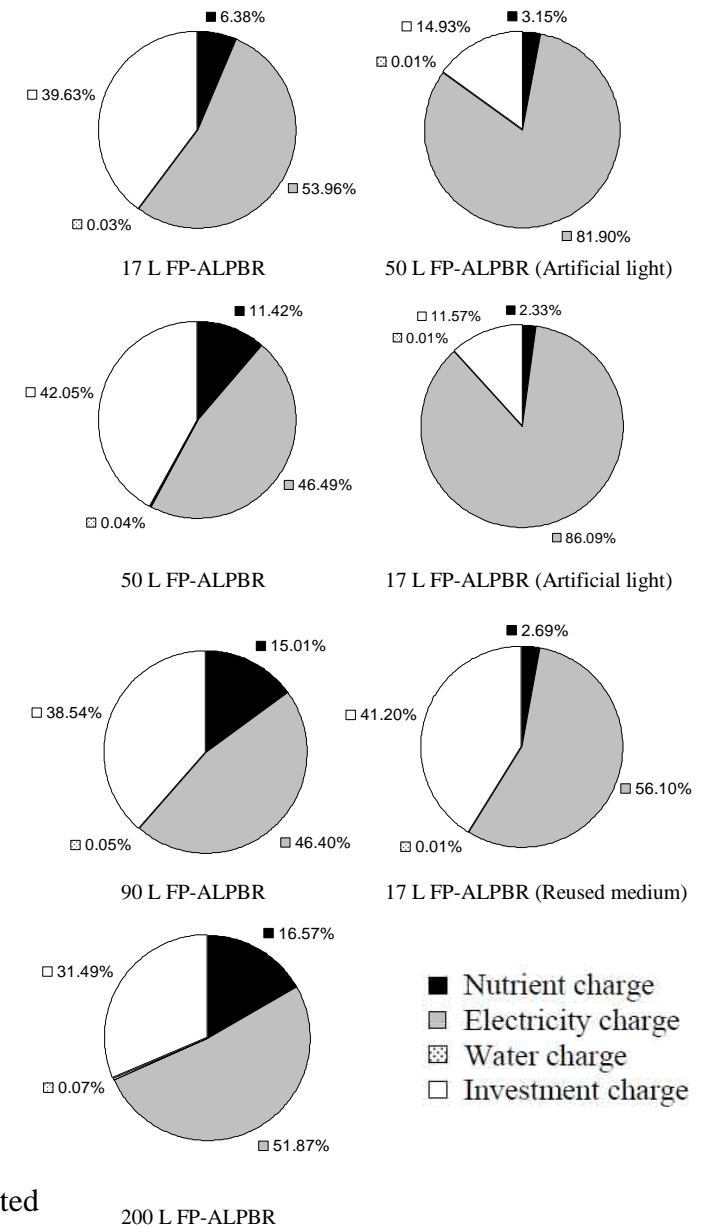 6.38%
39.63%
53.96%
0.03%
17 L FP-ALPBR
3.15%
14.93%
0.01%
81.90%
50 L FP-ALPBR (Artificial light)
11.42%
42.05%
46.49%
0.04%
50 L FP-ALPBR
2.33%
11.57%
0.01%
86.09%
17 L FP-ALPBR (Artificial light)
15.01%
38.54%
46.40%
0.05%
90 L FP-ALPBR
2.69%
41.20%
56.10%
0.01%
17 L FP-ALPBR (Reused medium)
16.57%
31.49%
0.07%
51.87%
200 L FP-ALPBR
Nutrient charge
Electricity charge
Water charge
Investment charge
ted